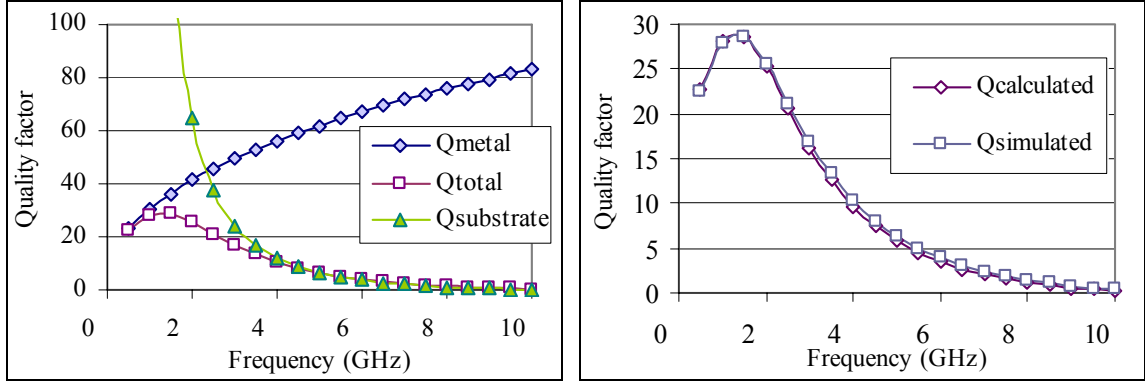 Quality factor
100
80
60
40
20
0
Qmetal
Qtotal
Qsubstrate
0 2 4 6 8 10
Frequency (GHz)
Quality factor
30
25
20
15
10
5
0
Qcalculated
Qsimulated
0 2 4 6 8 10
Frequency (GHz)